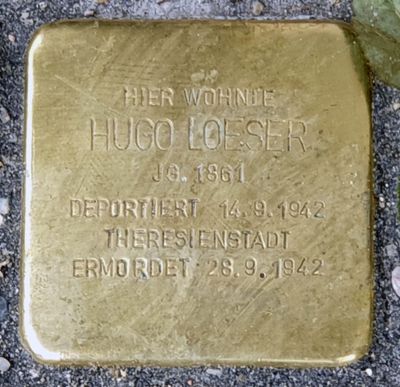 HIER WOHNTE
HUGO LOESER
JG. 1861
DEPORTIERT 14.9.1942
THERESIENSTADT
ERMORDET 28.9.1942